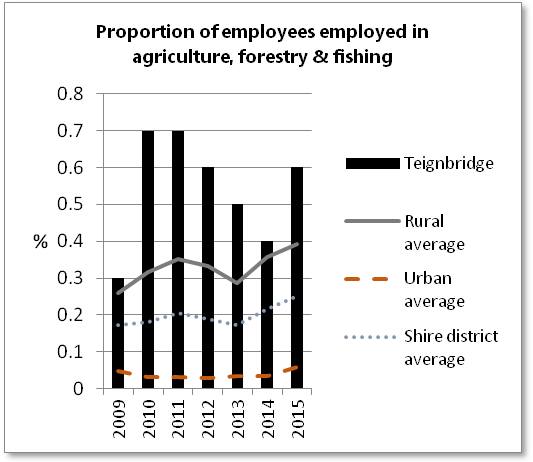 Proportion of employees employed in
agriculture, forestry & fishing
0.8
0.7
0.6
0.5
0.4
0.3
0.2
0.1
0
%
2009
2010
2011
2012
2013
2014
2015
Teignbridge
Rural
average
Urban
average
Shire district
average